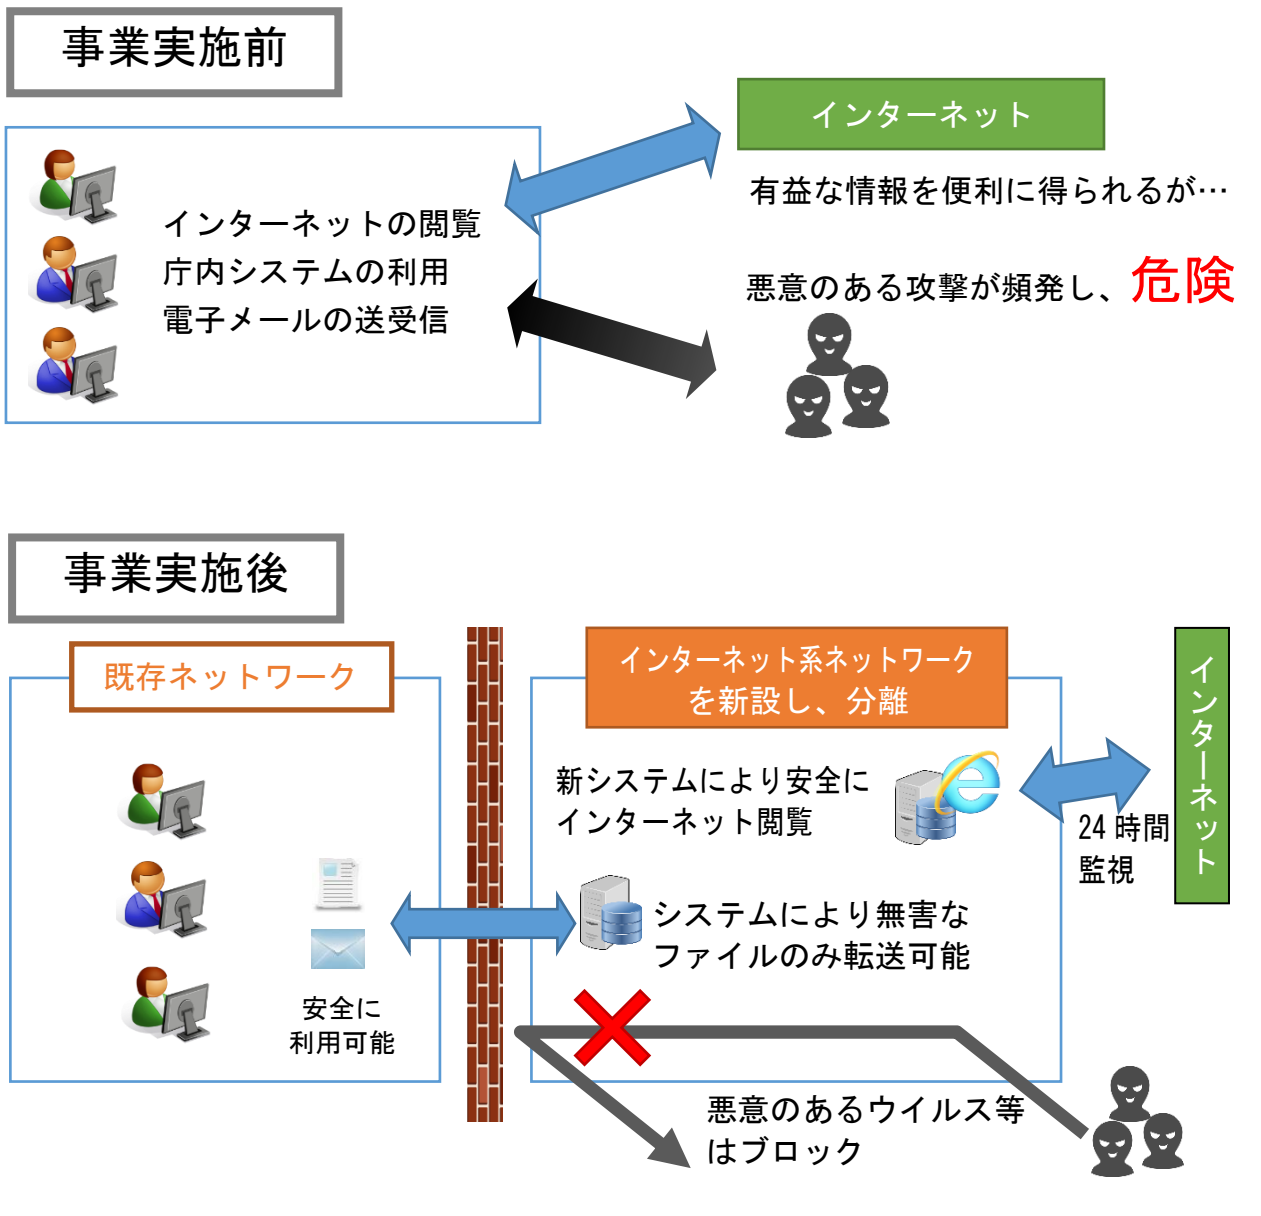 事業実施前
インターネット
有益な情報を便利に得られるが…
インターネットの閲覧
庁内システムの利用
電子メールの送受信
悪意のある攻撃が頻発し、危険
事業実施後
既存ネットワーク
インターネット系ネットワーク
を新設し、分離
インターネット
新システムにより安全に
インターネット閲覧
24時間
監視
システムにより無害な
ファイルのみ転送可能
安全に
利用可能
悪意のあるウイルス等
はブロック